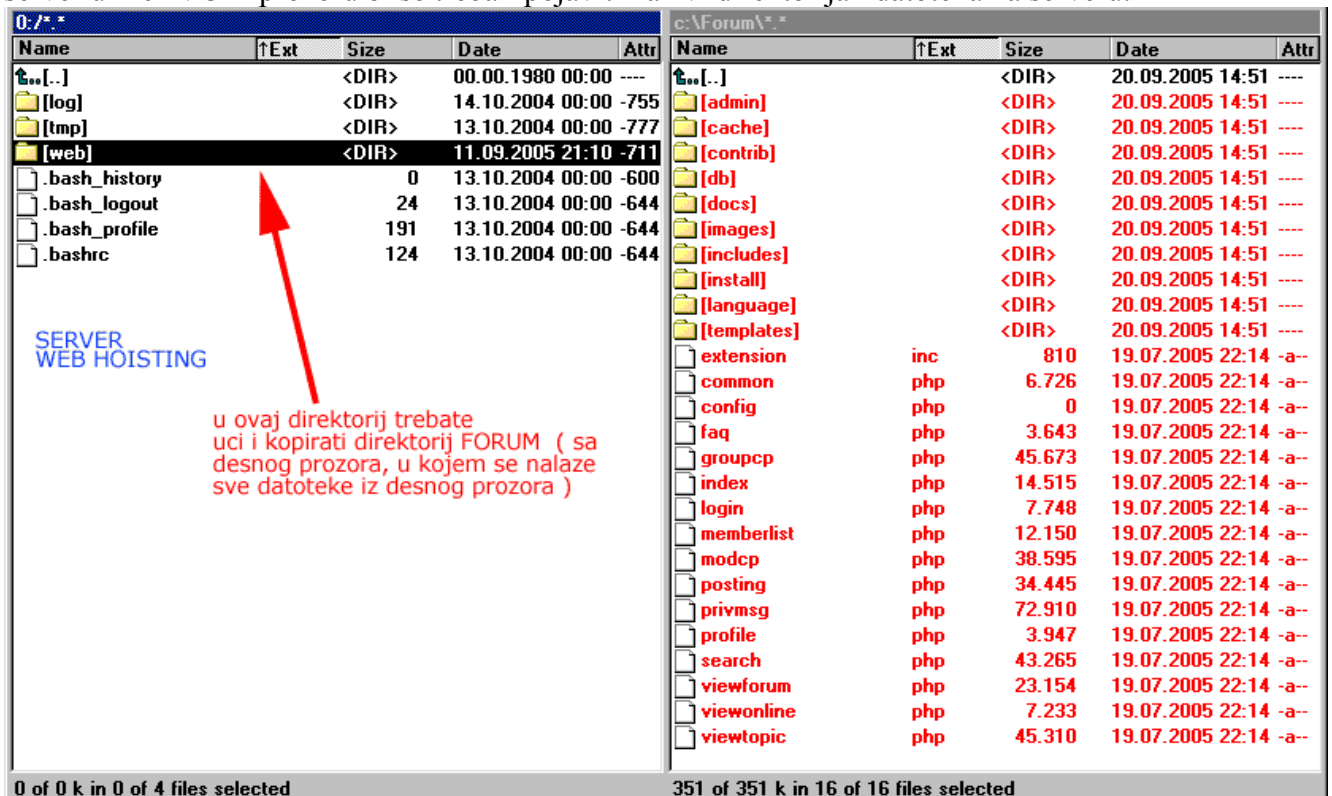 0:/*.*
Name ↑Ext Size Date Attr
[..] <DIR> 00.00.1980 00:00 ----
[log] <DIR> 14.10.2004 00:00 -755
[tmp] <DIR> 13.10.2004 00:00 -777
[web] <DIR> 11.09.2005 21:10 -711
.bash_history 0 13.10.2004 00:00 -600
.bash_logout 24 13.10.2004 00:00 -644
.bash_profile 191 13.10.2004 00:00 -644
.bashrc 124 13.10.2004 00:00 -644
SERVER
WEB HOISTING
u ovaj direktorij trebate
uci i kopirati direktorij FORUM ( sa
desnog prozora, u kojem se nalaze
sve datoteke iz desnog prozora )
0 of 0 k in 0 of 4 files selected
c:\Forum\*.*
Name ↑Ext Size Date Attr
[..] <DIR> 20.09.2005 14:51 ----
[admin] <DIR> 20.09.2005 14:51 ----
[cache] <DIR> 20.09.2005 14:51 ----
[contrib] <DIR> 20.09.2005 14:51 ----
[db] <DIR> 20.09.2005 14:51 ----
[docs] <DIR> 20.09.2005 14:51 ----
[images] <DIR> 20.09.2005 14:51 ----
[includes] <DIR> 20.09.2005 14:51 ----
[install] <DIR> 20.09.2005 14:51 ----
[language] <DIR> 20.09.2005 14:51 ----
[templates] <DIR> 20.09.2005 14:51 ----
extension inc 810 19.07.2005 22:14 -a--
common php 6.726 19.07.2005 22:14 -a--
config php 0 19.07.2005 22:14 -a--
faq php 3.643 19.07.2005 22:14 -a--
groupcp php 45.673 19.07.2005 22:14 -a--
index php 14.515 19.07.2005 22:14 -a--
login php 7.748 19.07.2005 22:14 -a--
memberlist php 12.150 19.07.2005 22:14 -a--
modcp php 38.595 19.07.2005 22:14 -a--
posting php 34.445 19.07.2005 22:14 -a--
privmsg php 72.910 19.07.2005 22:14 -a--
profile php 3.947 19.07.2005 22:14 -a--
search php 43.265 19.07.2005 22:14 -a--
viewforum php 23.154 19.07.2005 22:14 -a--
viewonline php 7.233 19.07.2005 22:14 -a--
viewtopic php 45.310 19.07.2005 22:14 -a--
351 of 351 k in 16 of 16 files selected